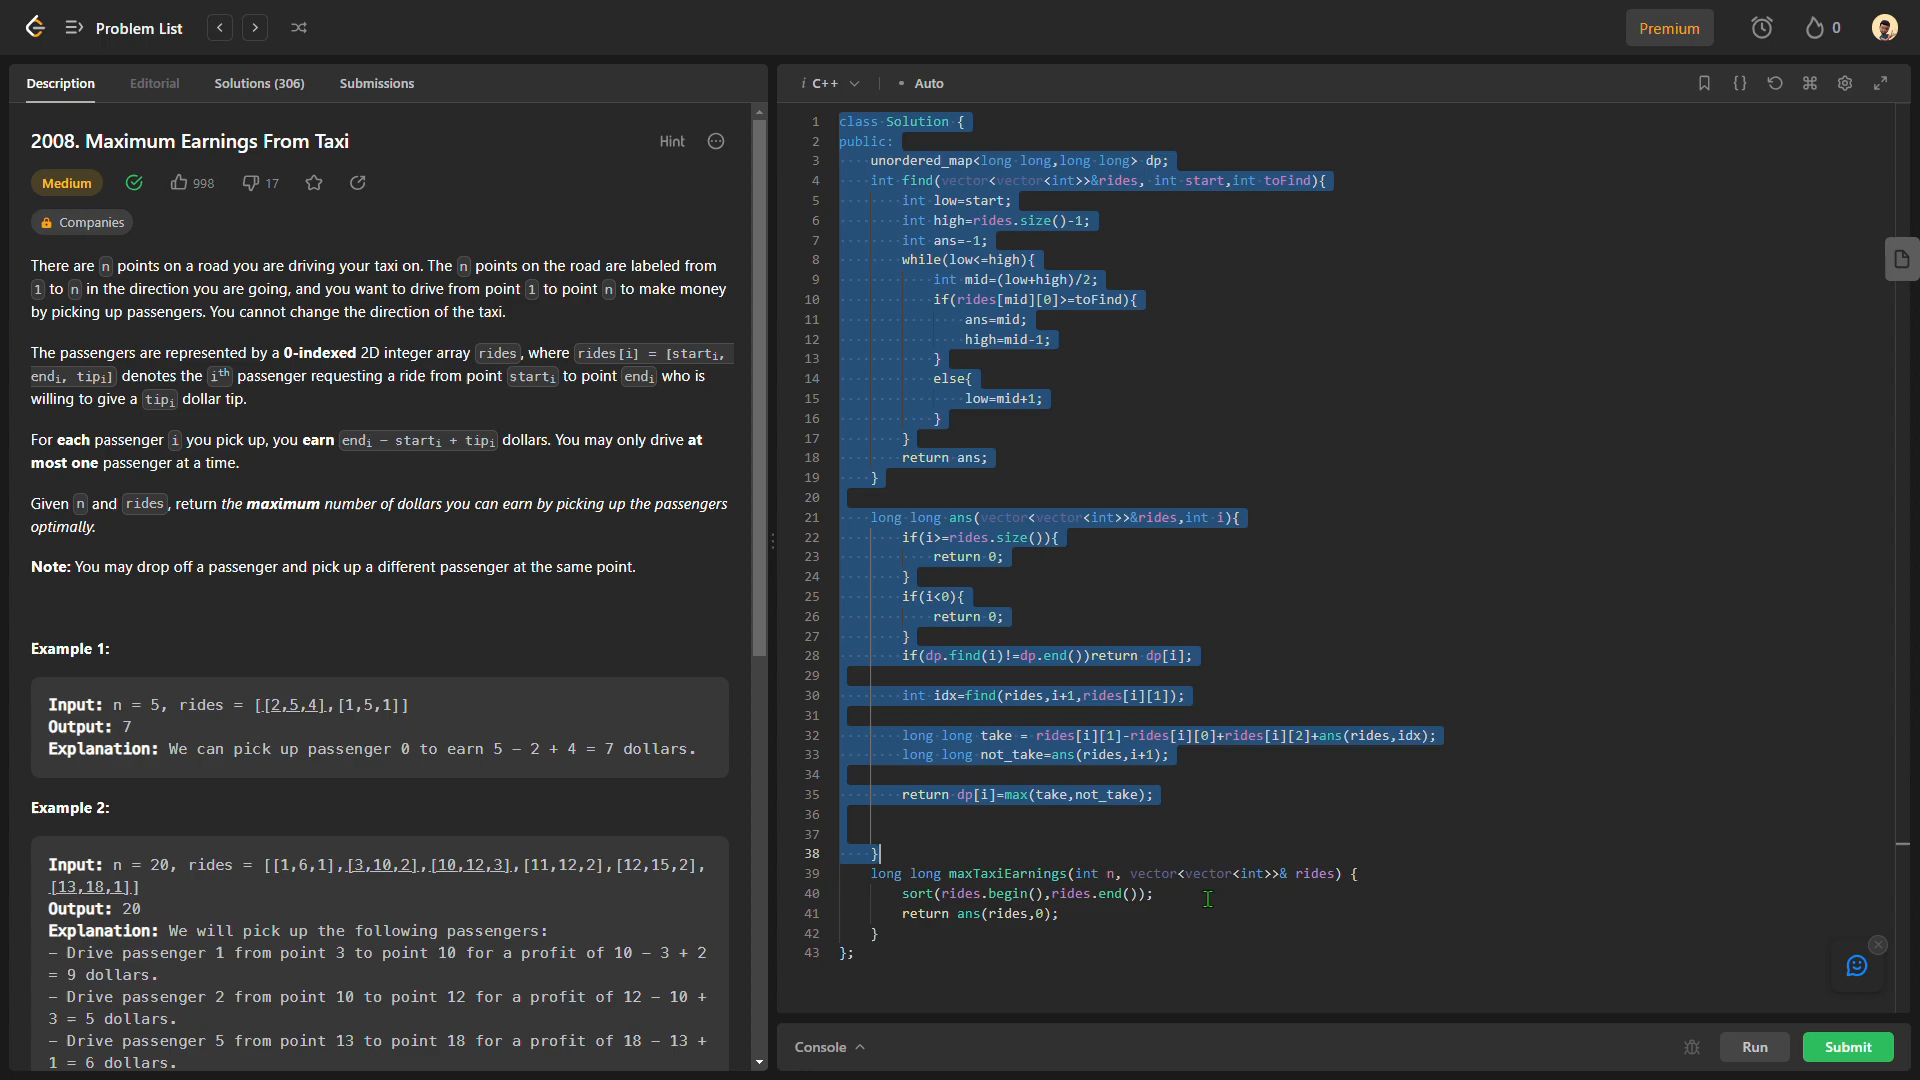 Problem List
Premium
0
Description
Editorial
Solutions (306)
Submissions
2008. Maximum Earnings From Taxi
Hint
Medium
998
17
Companies
There are n points on a road you are driving your taxi on. The n points on the road are labeled from
1 to n in the direction you are going, and you want to drive from point 1 to point n to make money
by picking up passengers. You cannot change the direction of the taxi.
The passengers are represented by a 0-indexed 2D integer array rides, where rides[i] = [starti,
endi, tipi] denotes the ith passenger requesting a ride from point starti to point endi who is
willing to give a tipi dollar tip.
For each passenger i you pick up, you earn endi - starti + tipi dollars. You may only drive at
most one passenger at a time.
Given n and rides, return the maximum number of dollars you can earn by picking up the passengers
optimally.
Note: You may drop off a passenger and pick up a different passenger at the same point.
Example 1:
Input: n = 5, rides = [[2,5,4],[1,5,1]]
Output: 7
Explanation: We can pick up passenger 0 to earn 5 - 2 + 4 = 7 dollars.
Example 2:
Input: n = 20, rides = [[1,6,1],[3,10,2],[10,12,3],[11,12,2],[12,15,2],
[13,18,1]]
Output: 20
Explanation: We will pick up the following passengers:
- Drive passenger 1 from point 3 to point 10 for a profit of 10 - 3 + 2
= 9 dollars.
- Drive passenger 2 from point 10 to point 12 for a profit of 12 - 10 +
3 = 5 dollars.
- Drive passenger 5 from point 13 to point 18 for a profit of 18 - 13 +
1 = 6 dollars.
i C++
• Auto
1 class Solution {
2 public:
3 unordered_map<long long,long long> dp;
4 int find(vector<vector<int>>&rides, int start,int toFind){
5 int low=start;
6 int high=rides.size()-1;
7 int ans=-1;
8 while(low<=high){
9 int mid=(low+high)/2;
10 if(rides[mid][0]>=toFind){
11 ans=mid;
12 high=mid-1;
13 }
14 else{
15 low=mid+1;
16 }
17 }
18 return ans;
19 }
20
21 long long ans(vector<vector<int>>&rides,int i){
22 if(i>=rides.size()){
23 return 0;
24 }
25 if(i<0){
26 return 0;
27 }
28 if(dp.find(i)!=dp.end())return dp[i];
29
30 int idx=find(rides,i+1,rides[i][1]);
31
32 long long take = rides[i][1]-rides[i][0]+rides[i][2]+ans(rides,idx);
33 long long not_take=ans(rides,i+1);
34
35 return dp[i]=max(take,not_take);
36
37
38 }
39 long long maxTaxiEarnings(int n, vector<vector<int>>& rides) {
40 sort(rides.begin(),rides.end());
41 return ans(rides,0);
42 }
43 };
Console
Run
Submit